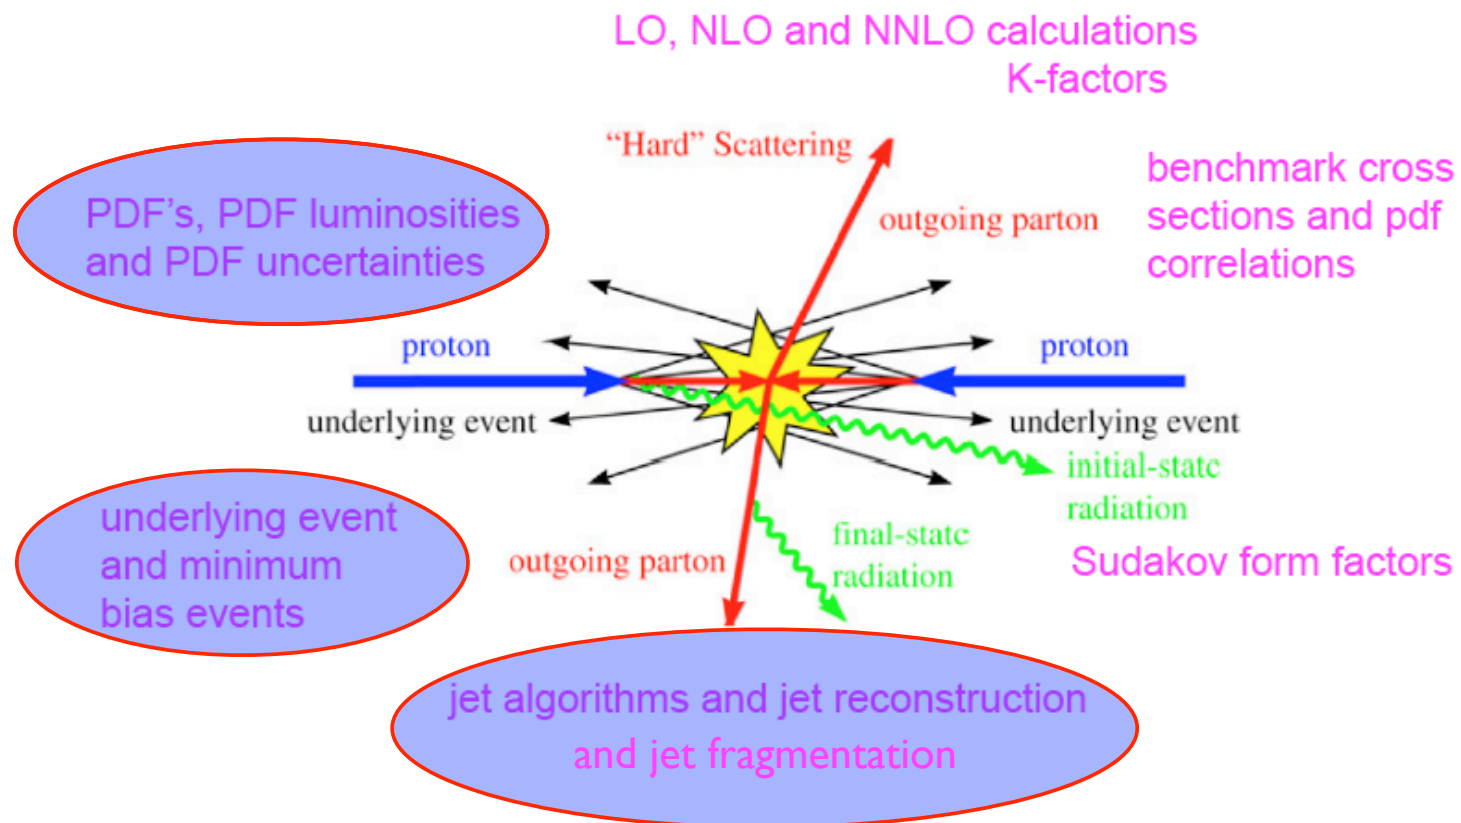 LO, NLO and NNLO calculations
K-factors
“Hard” Scattering
benchmark cross
sections and pdf
correlations
PDF’s, PDF luminosities
and PDF uncertainties
outgoing parton
proton
proton
underlying event
underlying event
initial-state
radiation
underlying event
and minimum
bias events
final-state
radiation
outgoing parton
Sudakov form factors
jet algorithms and jet reconstruction
and jet fragmentation